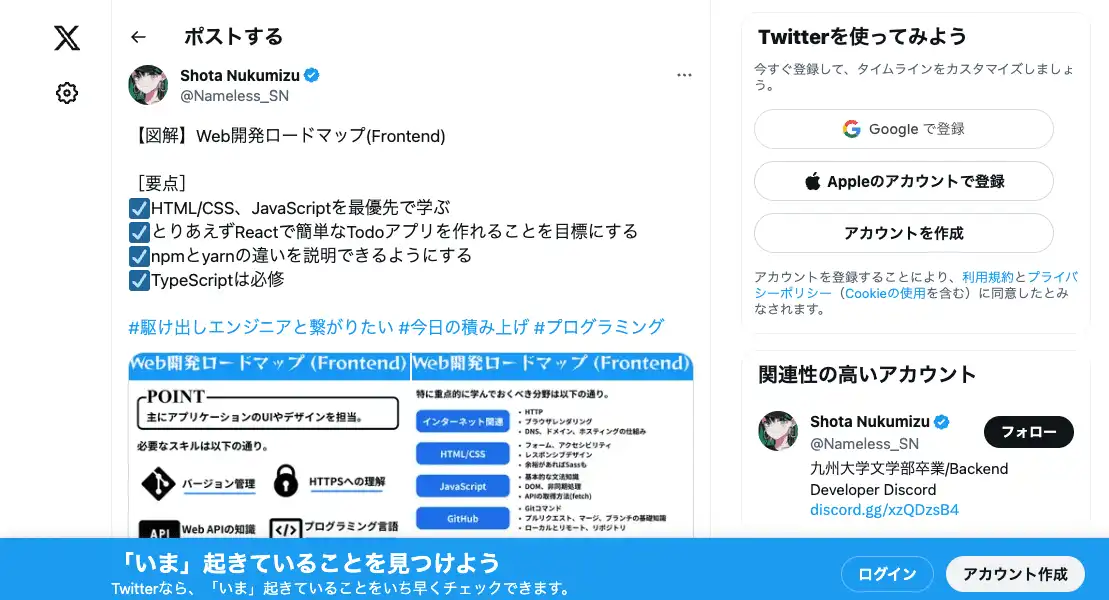 ポストする
Shota Nukumizu
@Nameless_SN
【図解】Web開発ロードマップ(Frontend)
［要点］
HTML/CSS、JavaScriptを最優先で学ぶ
とりあえずReactで簡単なTodoアプリを作れることを目標にする
npmとyarnの違いを説明できるようにする
TypeScriptは必修
#駆け出しエンジニアと繋がりたい #今日の積み上げ #プログラミング
Web開発ロードマップ (Frontend)
POINT
主にアプリケーションのUIやデザインを担当。
必要なスキルは以下の通り。
バージョン管理
HTTPSへの理解
API
Web APIの知識
プログラミング言語
Web開発ロードマップ (Frontend)
特に重点的に学んでおくべき分野は以下の通り。
インターネット関連
・HTTP
・ブラウザレンダリング
・DNS、ドメイン、ホスティングの仕組み
HTML/CSS
・フォーム、アクセシビリティ
・レスポンシブデザイン
・余裕があればSassも
JavaScript
・基本的な文法知識
・DOM、非同期処理
・APIの取得方法(fetch)
GitHub
・Gitコマンド
・プルリクエスト、マージ、ブランチの基礎知識
・ローカルとリモート、リポジトリ
Twitterを使ってみよう
今すぐ登録して、タイムラインをカスタマイズしましょ
う。
Google で登録
Appleのアカウントで登録
アカウントを作成
アカウントを登録することにより、利用規約とプライバ
シーポリシー（Cookieの使用を含む）に同意したとみ
なされます。
関連性の高いアカウント
Shota Nukumizu
@Nameless_SN
フォロー
九州大学文学部卒業/Backend
Developer Discord
discord.gg/xzQDzsB4
「いま」起きていることを見つけよう
Twitterなら、「いま」起きていることをいち早くチェックできます。
ログイン
アカウント作成